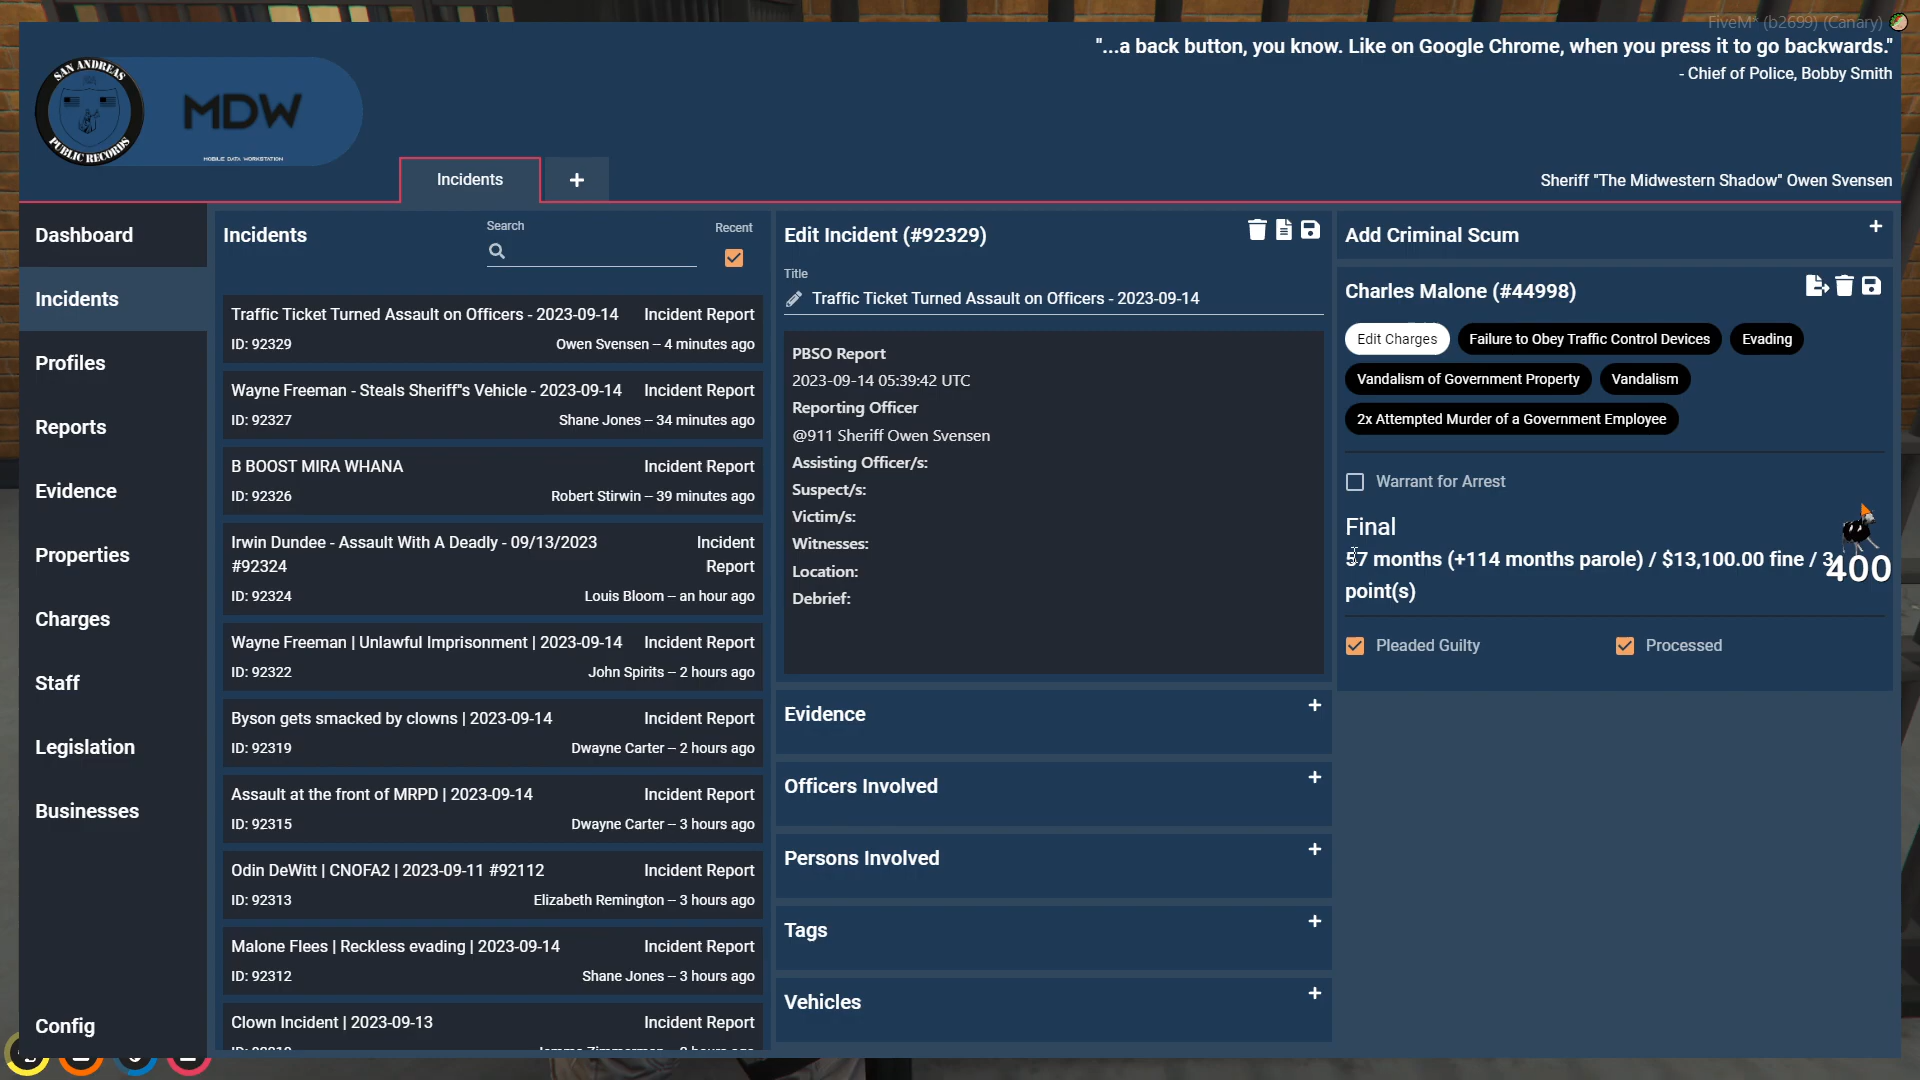 FiveM* (b2699) (Canary)
"...a back button, you know. Like on Google Chrome, when you press it to go backwards."
- Chief of Police, Bobby Smith
SAN ANDREAS
PUBLIC RECORDS
MDW
MOBILE DATA WORKSTATION
Incidents
+
Sheriff "The Midwestern Shadow" Owen Svensen
Dashboard
Incidents
Profiles
Reports
Evidence
Properties
Charges
Staff
Legislation
Businesses
Config
Incidents
Search
Recent
Traffic Ticket Turned Assault on Officers - 2023-09-14 Incident Report
ID: 92329 Owen Svensen – 4 minutes ago
Wayne Freeman - Steals Sheriff"s Vehicle - 2023-09-14 Incident Report
ID: 92327 Shane Jones – 34 minutes ago
B BOOST MIRA WHANA Incident Report
ID: 92326 Robert Stirwin – 39 minutes ago
Irwin Dundee - Assault With A Deadly - 09/13/2023 Incident
#92324 Report
ID: 92324 Louis Bloom – an hour ago
Wayne Freeman | Unlawful Imprisonment | 2023-09-14 Incident Report
ID: 92322 John Spirits – 2 hours ago
Byson gets smacked by clowns | 2023-09-14 Incident Report
ID: 92319 Dwayne Carter – 2 hours ago
Assault at the front of MRPD | 2023-09-14 Incident Report
ID: 92315 Dwayne Carter – 3 hours ago
Odin DeWitt | CNOFA2 | 2023-09-11 #92112 Incident Report
ID: 92313 Elizabeth Remington – 3 hours ago
Malone Flees | Reckless evading | 2023-09-14 Incident Report
ID: 92312 Shane Jones – 3 hours ago
Clown Incident | 2023-09-13 Incident Report
Edit Incident (#92329)
Title
Traffic Ticket Turned Assault on Officers - 2023-09-14
PBSO Report
2023-09-14 05:39:42 UTC
Reporting Officer
@911 Sheriff Owen Svensen
Assisting Officer/s:
Suspect/s:
Victim/s:
Witnesses:
Location:
Debrief:
Evidence +
Officers Involved +
Persons Involved +
Tags +
Vehicles +
Add Criminal Scum +
Charles Malone (#44998)
Edit Charges Failure to Obey Traffic Control Devices Evading
Vandalism of Government Property Vandalism
2x Attempted Murder of a Government Employee
Warrant for Arrest
Final
57 months (+114 months parole) / $13,100.00 fine / 3
point(s)
400
Pleaded Guilty Processed